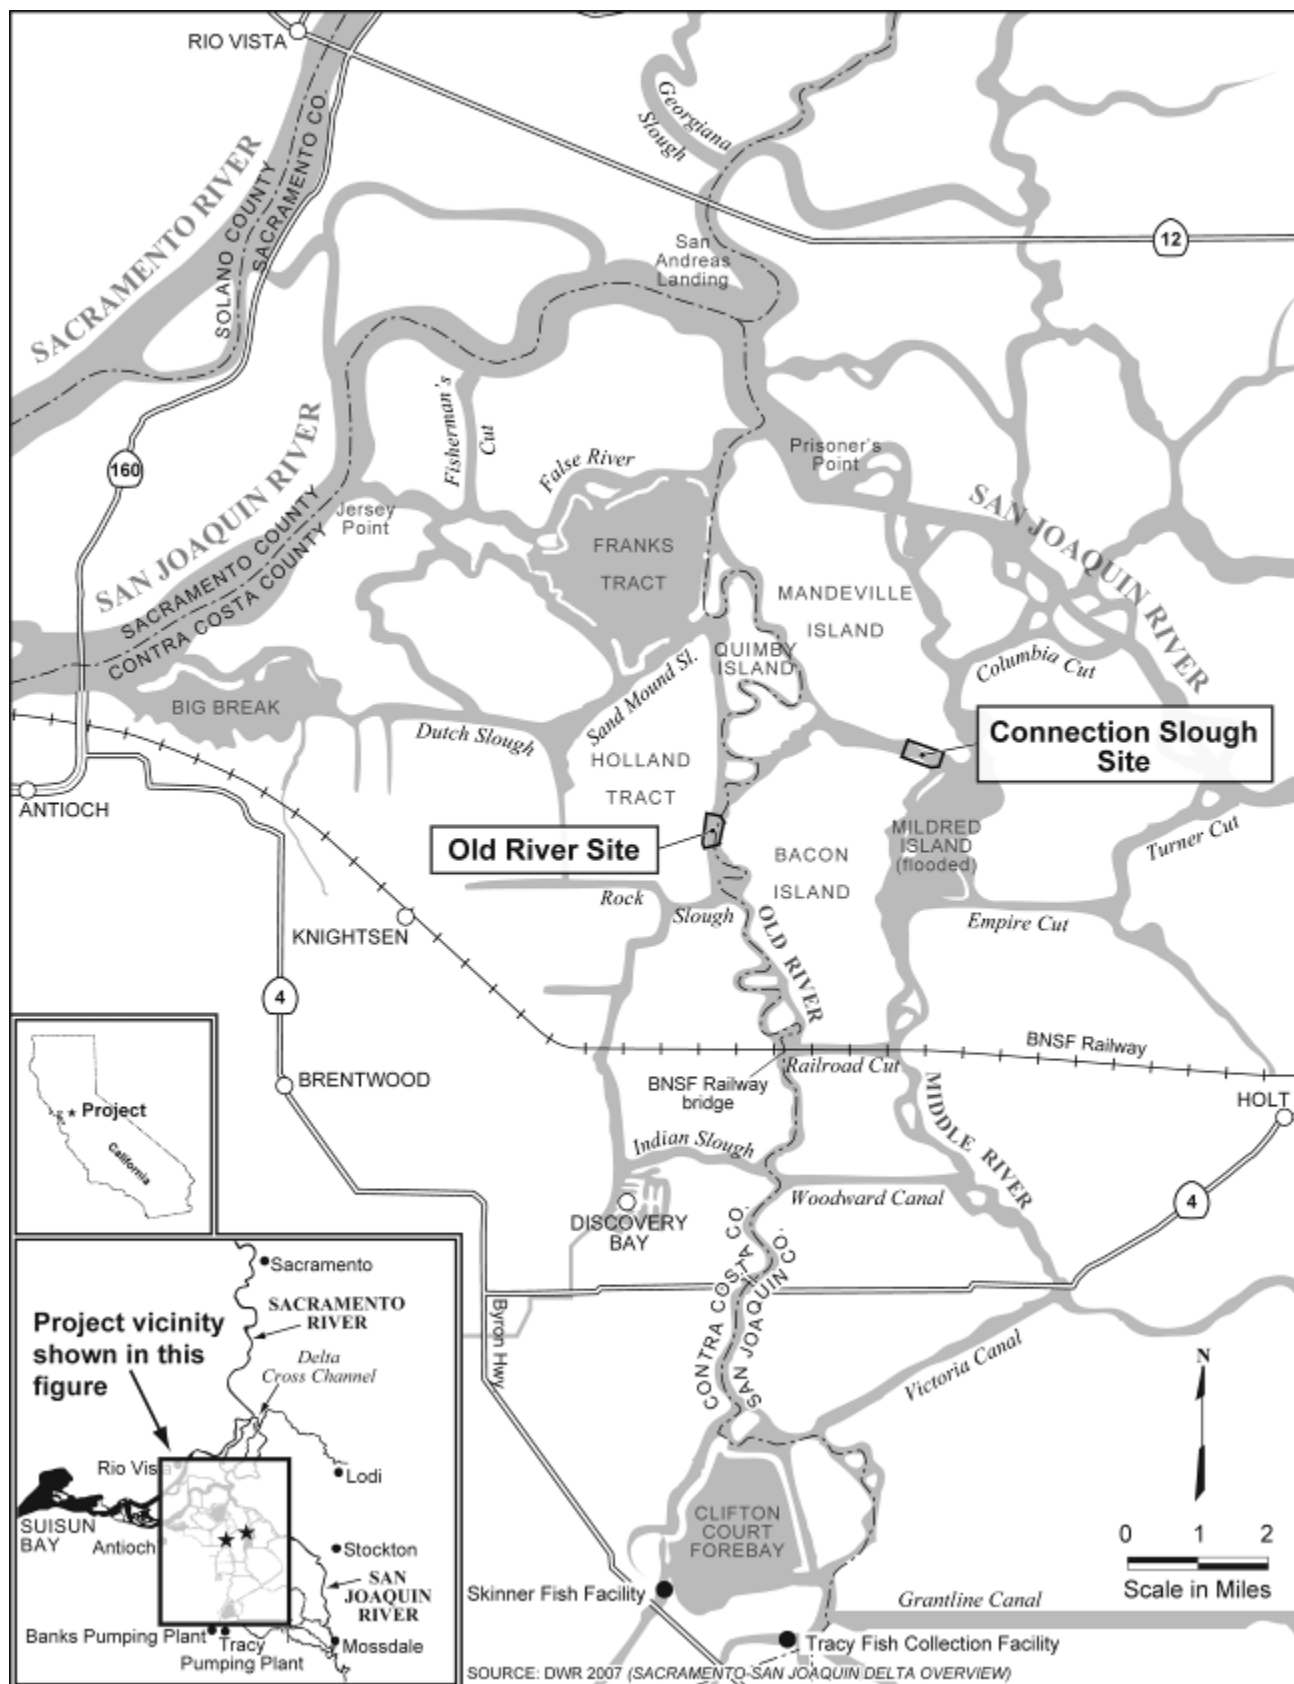 RIO VISTA
Georgiana
Slough
SACRAMENTO RIVER
SOLANO COUNTY
SACRAMENTO CO.
12
San
Andreas
Landing
160
SAN JOAQUIN RIVER
SACRAMENTO COUNTY
CONTRA COSTA COUNTY
Fisherman's
Cut
False River
Jersey
Point
Prisoner's
Point
SAN JOAQUIN RIVER
FRANKS
TRACT
MANDEVILLE
ISLAND
QUIMBY
ISLAND
Columbia Cut
BIG BREAK
Dutch Slough
Sand Mound Sl.
HOLLAND
TRACT
Connection Slough
Site
ANTIOCH
Old River Site
MILDRED
ISLAND
(flooded)
Turner Cut
BACON
ISLAND
Rock
Slough
OLD RIVER
Empire Cut
KNIGHTSEN
4
BNSF Railway
Railroad Cut
BNSF Railway
bridge
BRENTWOOD
HOLT
MIDDLE RIVER
Indian Slough
Woodward Canal
4
DISCOVERY
BAY
CONTRA COSTA CO.
SAN JOAQUIN CO.
Byron Hwy
Victoria Canal
N
CLIFTON
COURT
FOREBAY
0 1 2
Scale in Miles
Skinner Fish Facility
Grantline Canal
Tracy Fish Collection Facility
SOURCE: DWR 2007 (SACRAMENTO-SAN JOAQUIN DELTA OVERVIEW)
Project
California
Sacramento
SACRAMENTO
RIVER
Project vicinity
shown in this
figure
Delta
Cross Channel
Rio Vista
Lodi
SUISUN
BAY
Antioch
Stockton
SAN
JOAQUIN
RIVER
Banks Pumping Plant
Tracy
Pumping Plant
Mossdale